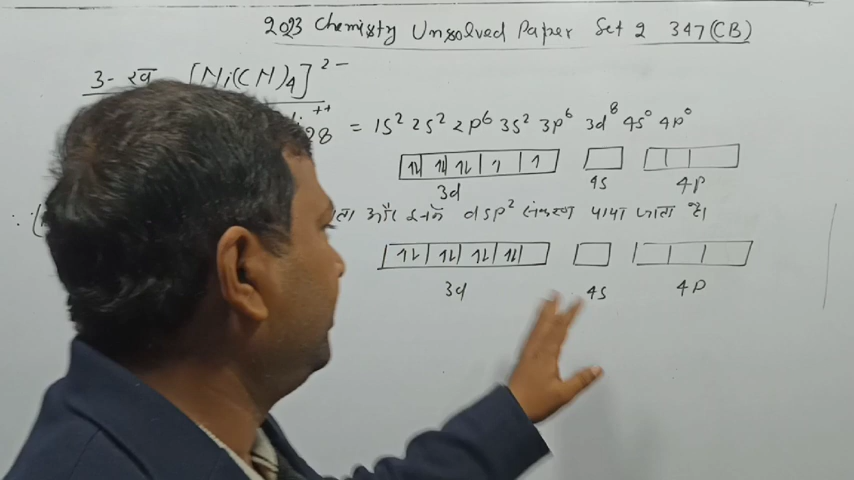 2023 Chemistry Unsolved Paper Set 2 347(CB)
3- ख [Ni(CN)4]2-
++
28 = 1s2 2s2 2p6 3s2 3p6 3d8 4s0 4p0
3d 4s 4p
∴ ( और इनमें dsp2 संकरण पाया जाता है।
3d 4s 4p